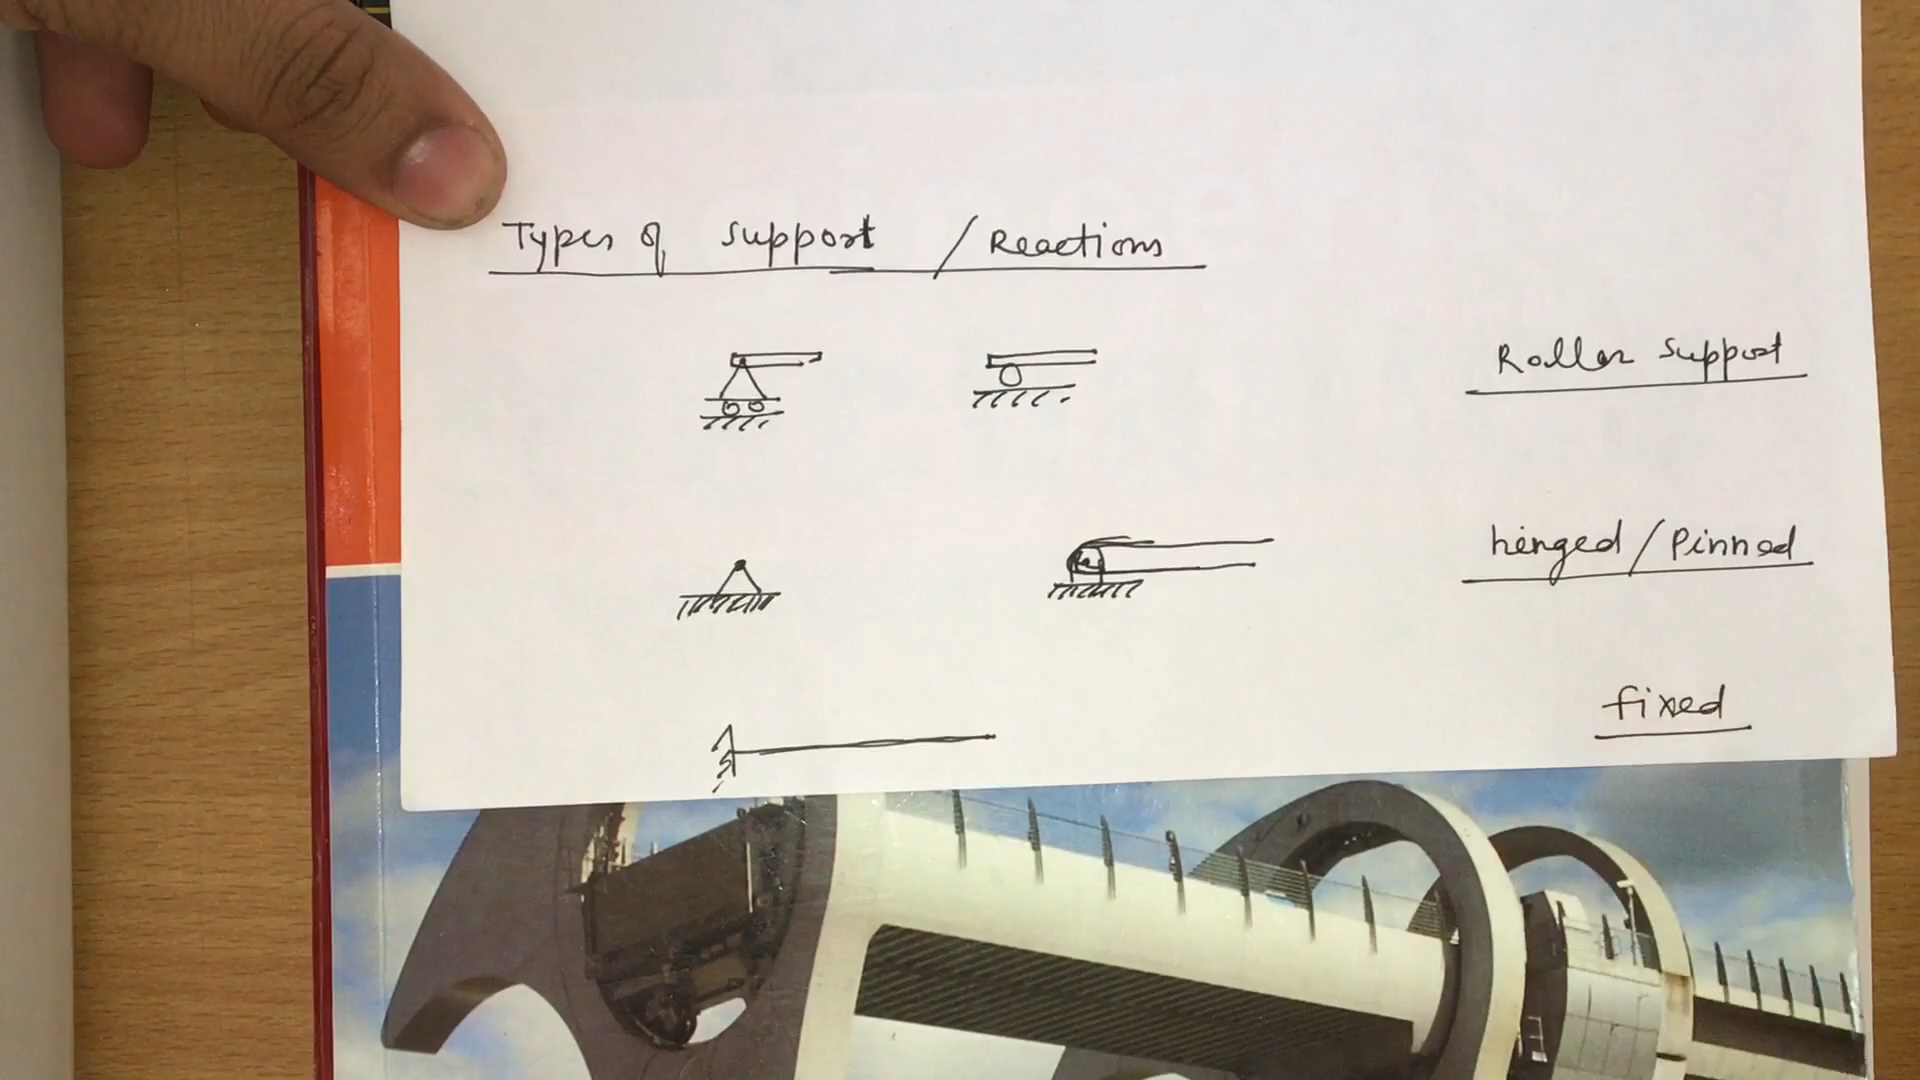 Types of support / Reactions
Roller support
hinged / Pinned
fixed